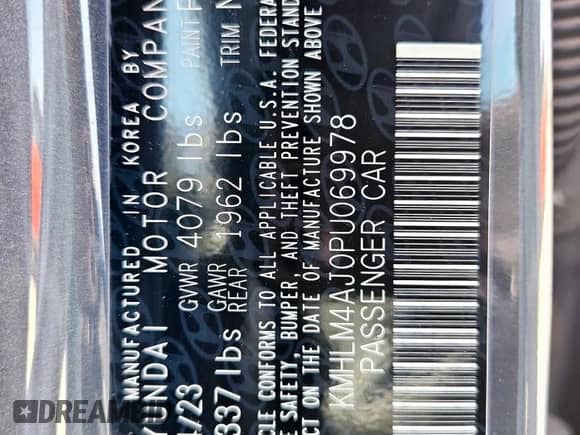 MANUFACTURED IN KOREA BY
YUNDAI MOTOR COMPAN
/23 GVWR 4079 lbs PAINT
337 lbs GAWR REAR 1962 lbs TRIM N
CLE CONFORMS TO ALL APPLICABLE U.S.A. FEDERA
E SAFETY, BUMPER AND THEFT PREVENTION STAND
CT ON THE DATE OF MANUFACTURE SHOWN ABOVE
KMHLM4AJ0PU069978
PASSENGER CAR
DREAMBID